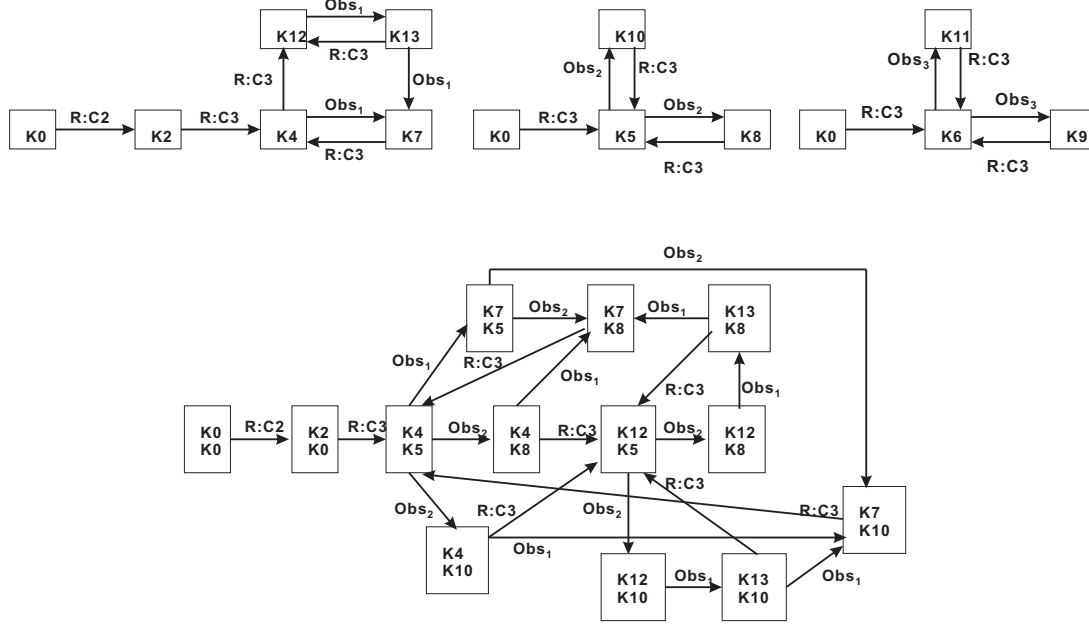 Obs₁
K12 K13 K10 K11
R:C3
R:C3 Obs₁ Obs₂ R:C3 Obs₃ R:C3
R:C2 R:C3 Obs₁ R:C3 Obs₂ R:C3 Obs₃
K0 K2 K4 K7 K0 K5 K8 K0 K6 K9
R:C3 R:C3 R:C3
Obs₂
K7 K7 K13
K5 Obs₂ K8 Obs₁ K8
Obs₁ R:C3 Obs₁ R:C3 Obs₁
K0 R:C2 K2 R:C3 K4 Obs₂ K4 R:C3 K12 Obs₂ K12
K0 K0 K5 K8 K5 K8
Obs₂ R:C3 Obs₂ R:C3 R:C3 K7
K10
K4 Obs₁
K10
K12 Obs₁ K13 Obs₁
K10 K10